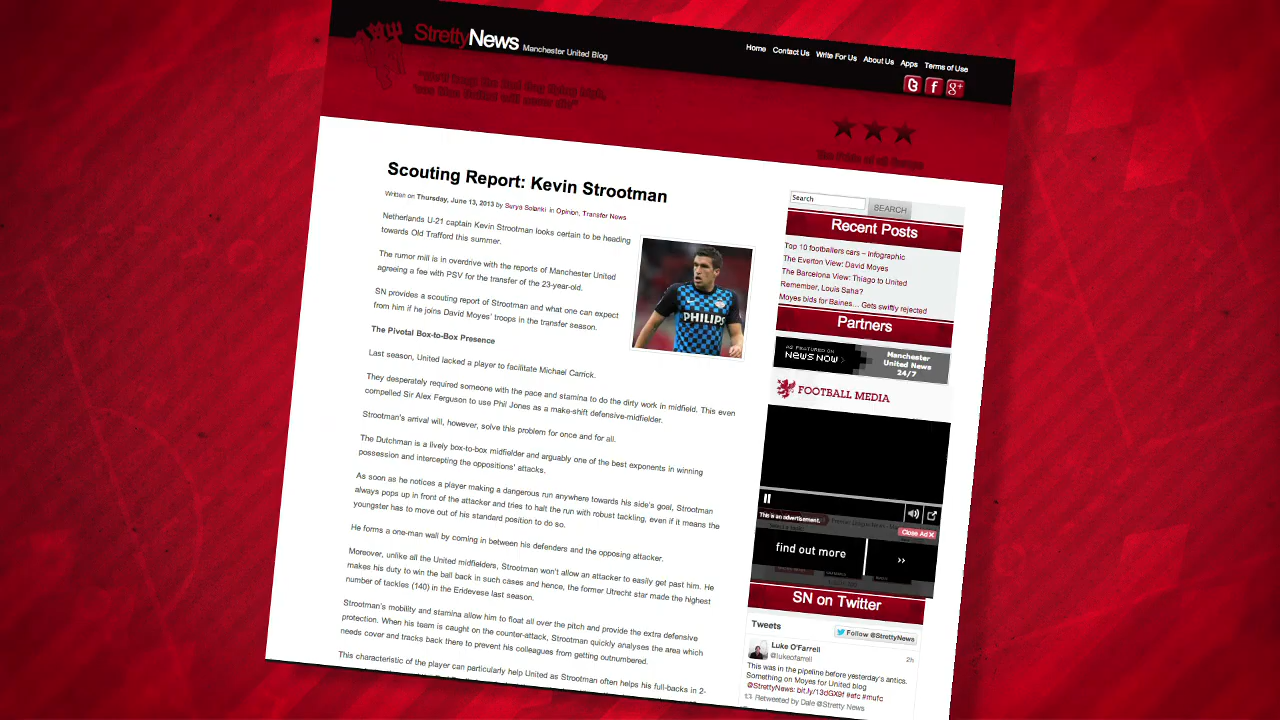 StrettyNews Manchester United Blog
Home Contact Us Write For Us About Us Apps Terms of Use
Scouting Report: Kevin Strootman
Written on Thursday, June 13, 2013 by Surya Solanki in Opinion, Transfer News
Netherlands U-21 captain Kevin Strootman looks certain to be heading
towards Old Trafford this summer.
The rumor mill is in overdrive with the reports of Manchester United
agreeing a fee with PSV for the transfer of the 23-year-old.
SN provides a scouting report of Strootman and what one can expect
from him if he joins David Moyes' troops in the transfer season.
PHILIPS
The Pivotal Box-to-Box Presence
Last season, United lacked a player to facilitate Michael Carrick.
They desperately required someone with the pace and stamina to do the dirty work in midfield. This even
compelled Sir Alex Ferguson to use Phil Jones as a make-shift defensive-midfielder.
Strootman's arrival will, however, solve this problem for once and for all.
The Dutchman is a lively box-to-box midfielder and arguably one of the best exponents in winning
possession and intercepting the oppositions' attacks.
As soon as he notices a player making a dangerous run anywhere towards his side's goal, Strootman
always pops up in front of the attacker and tries to halt the run with robust tackling, even if it means the
youngster has to move out of his standard position to do so.
He forms a one-man wall by coming in between his defenders and the opposing attacker.
Moreover, unlike all the United midfielders, Strootman won't allow an attacker to easily get past him. He
makes his duty to win the ball back in such cases and hence, the former Utrecht star made the highest
number of tackles (140) in the Eridevese last season.
Strootman's mobility and stamina allow him to float all over the pitch and provide the extra defensive
protection. When his team is caught on the counter-attack, Strootman quickly analyses the area which
needs cover and tracks back there to prevent his colleagues from getting outnumbered.
This characteristic of the player can particularly help United as Strootman often helps his full-backs in 2-
Search SEARCH
Recent Posts
Top 10 footballers cars – Infographic
The Everton View: David Moyes
The Barcelona View: Thiago to United
Remember, Louis Saha?
Moyes bids for Baines… Gets swiftly rejected
Partners
AS FEATURED ON
NEWS NOW
Manchester
United News
24/7
FOOTBALL MEDIA
This is an advertisement.
Close Ad X
find out more >>
SN on Twitter
Tweets Follow @StrettyNews
Luke O'Farrell 2h
@lukeofarrell
This was in the pipeline before yesterday's antics.
Something on Moyes for United blog
@StrettyNews: bit.ly/13dGX9f #efc #mufc
Retweeted by Dale @Stretty News